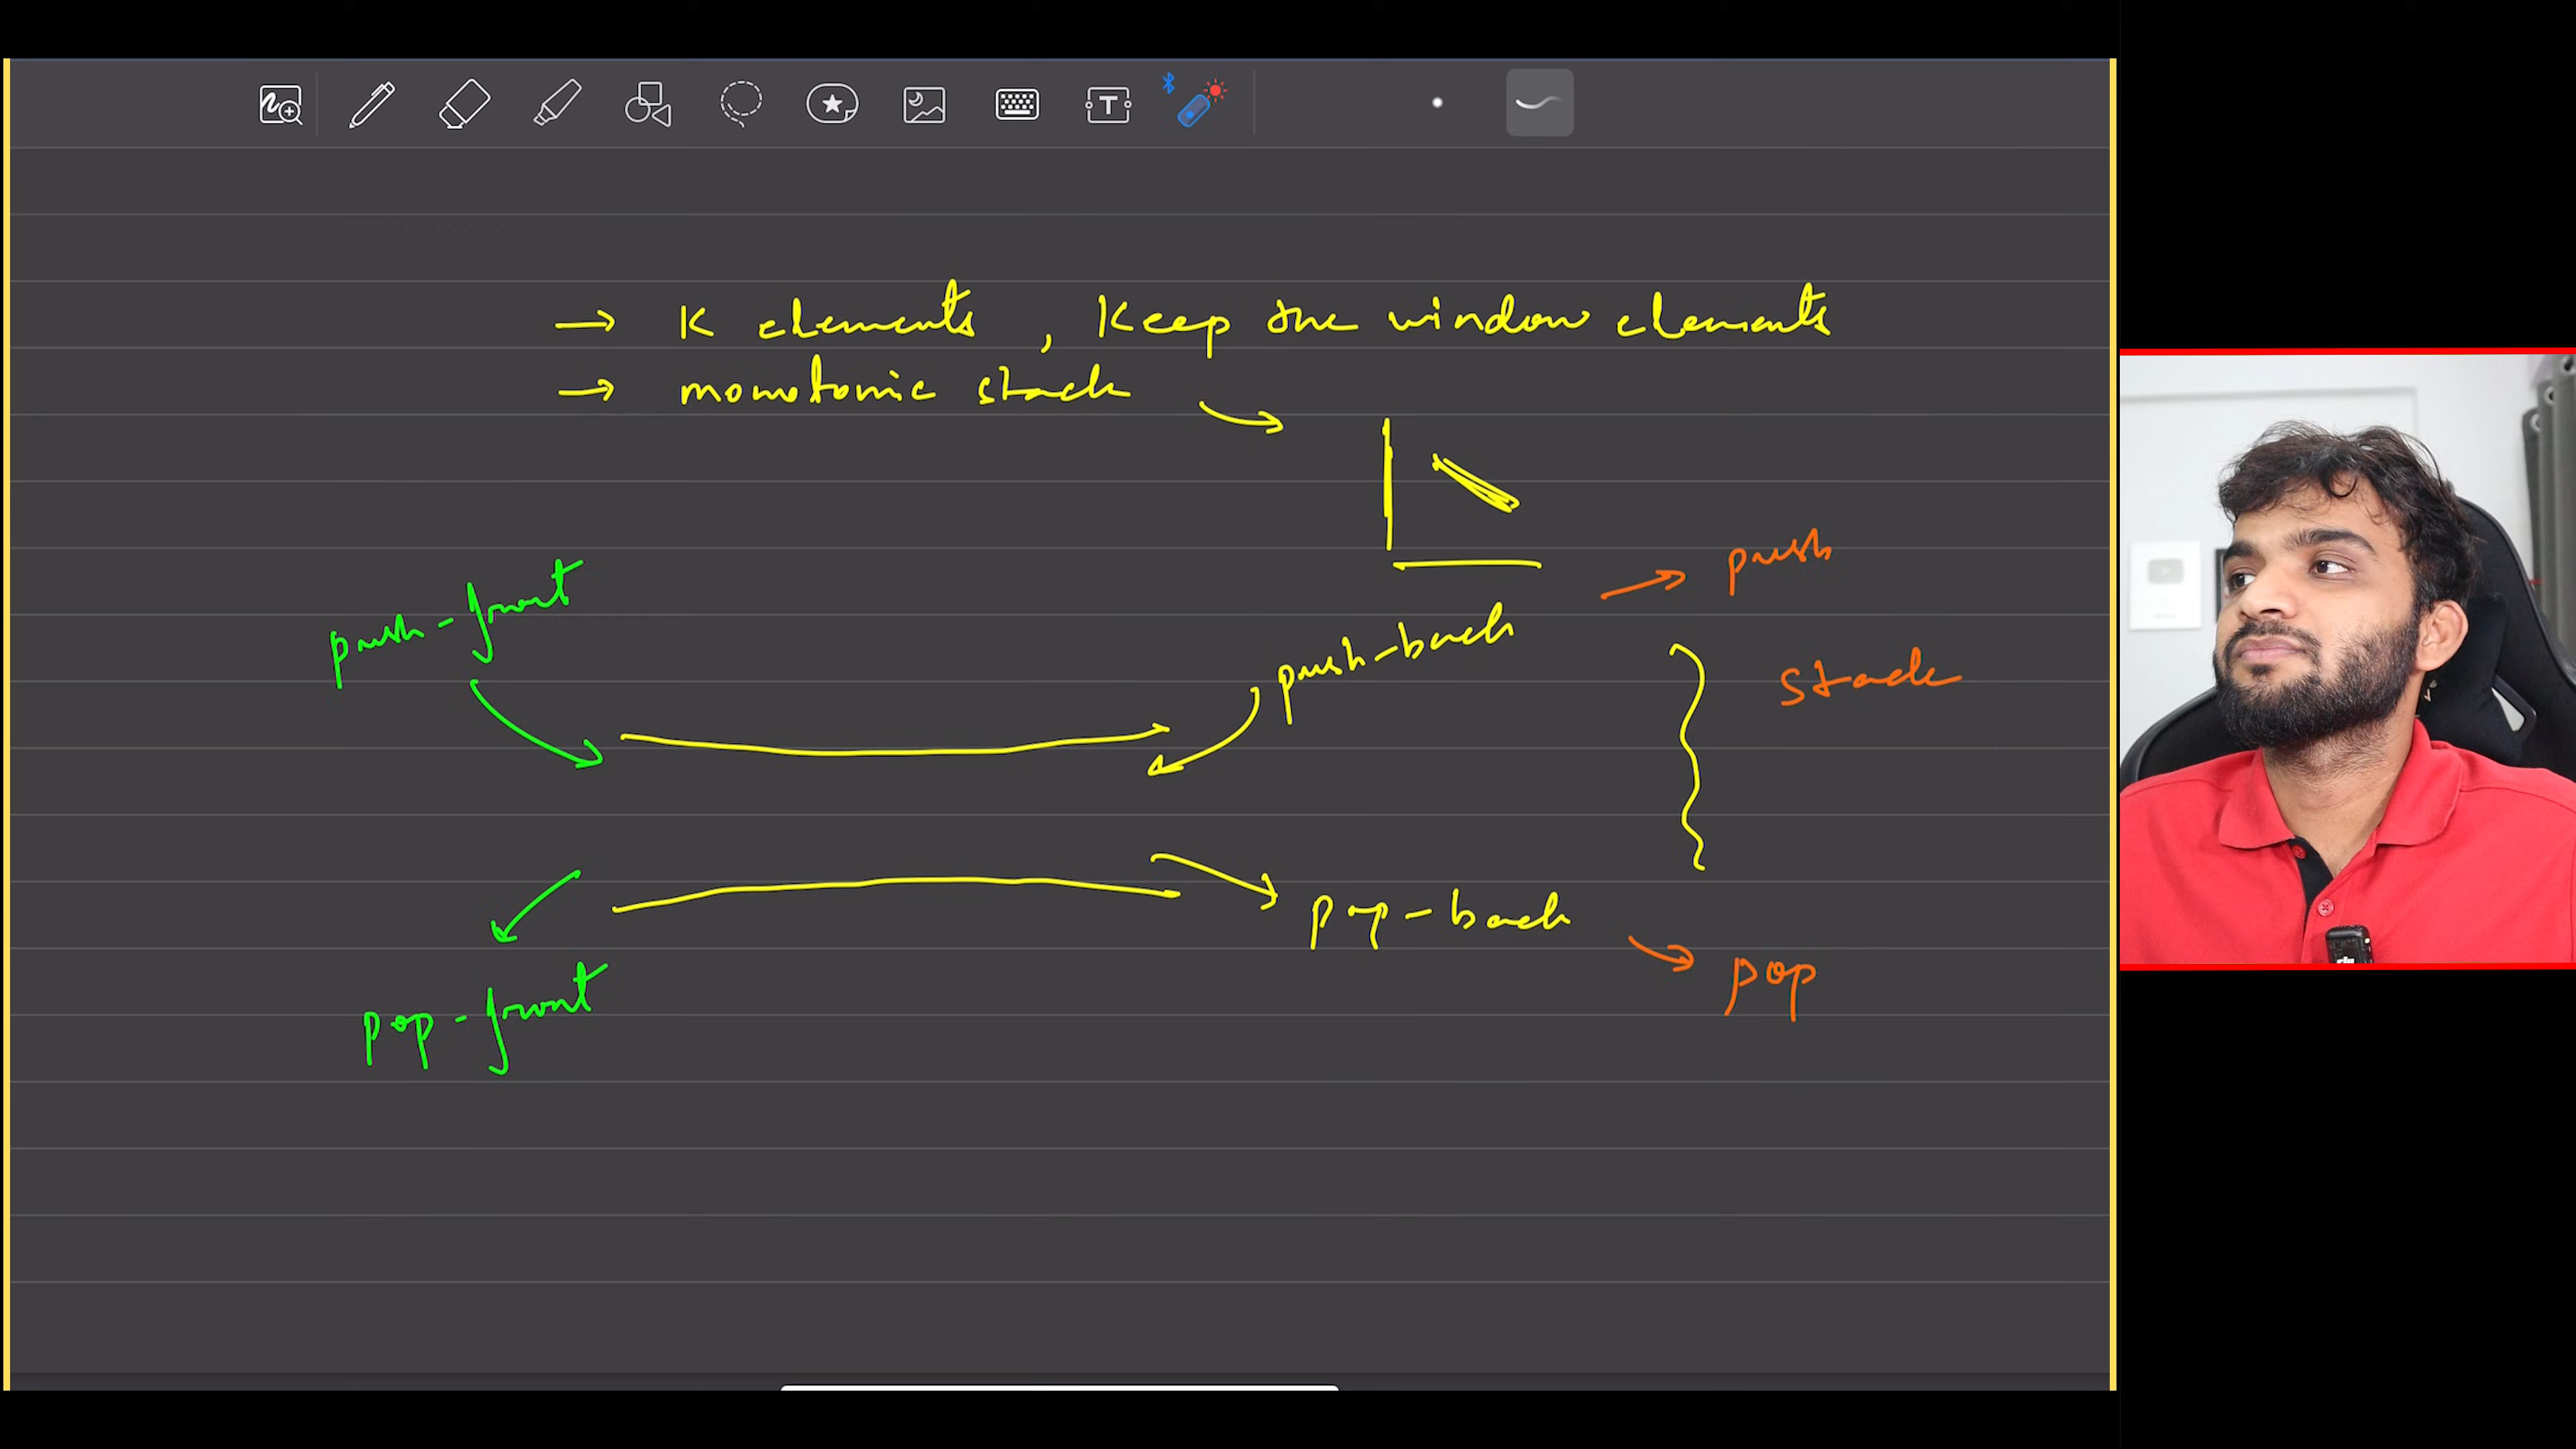 → K elements, Keep the window elements
→ monotonic stack
push
push-front
push-back
stack
pop-back
pop
pop-front